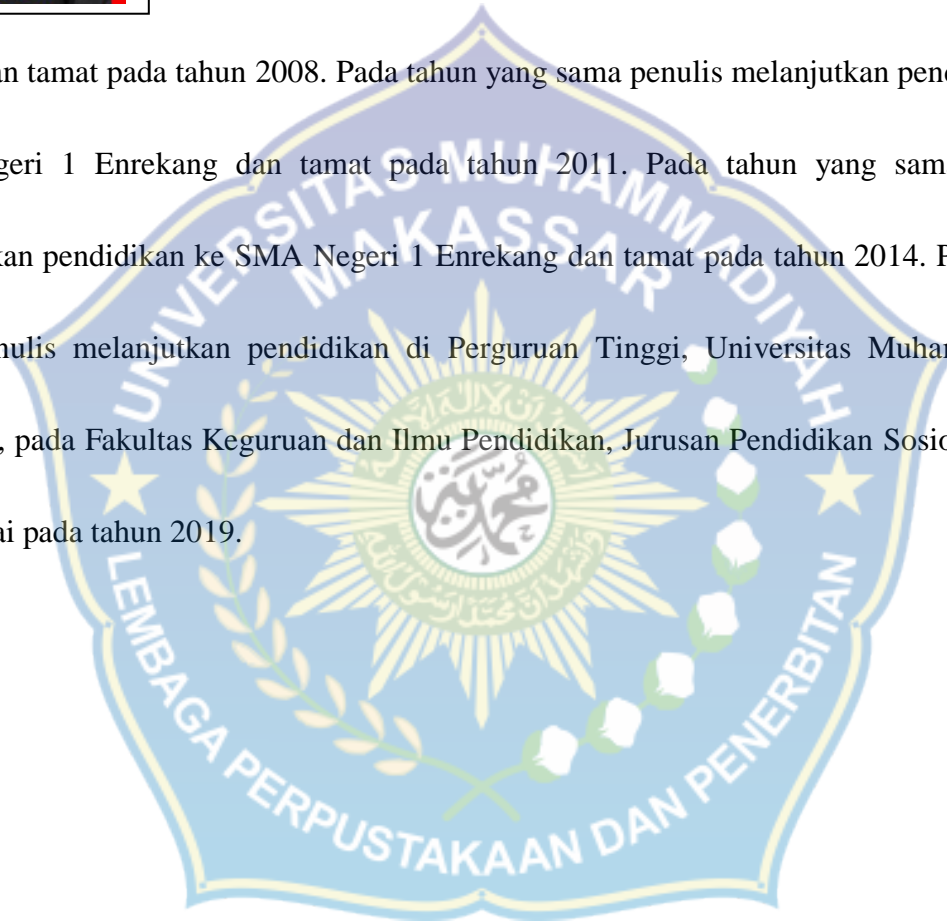 an tamat pada tahun 2008. Pada tahun yang sama penulis melanjutkan pend
geri 1 Enrekang dan tamat pada tahun 2011. Pada tahun yang sam
kan pendidikan ke SMA Negeri 1 Enrekang dan tamat pada tahun 2014. P
nulis melanjutkan pendidikan di Perguruan Tinggi, Universitas Muha
, pada Fakultas Keguruan dan Ilmu Pendidikan, Jurusan Pendidikan Sosio
ai pada tahun 2019.
UNIVERSITAS MUHAMMADIYAH
MAKASSAR
محمد
LEMBAGA PERPUSTAKAAN DAN PENERBITAN